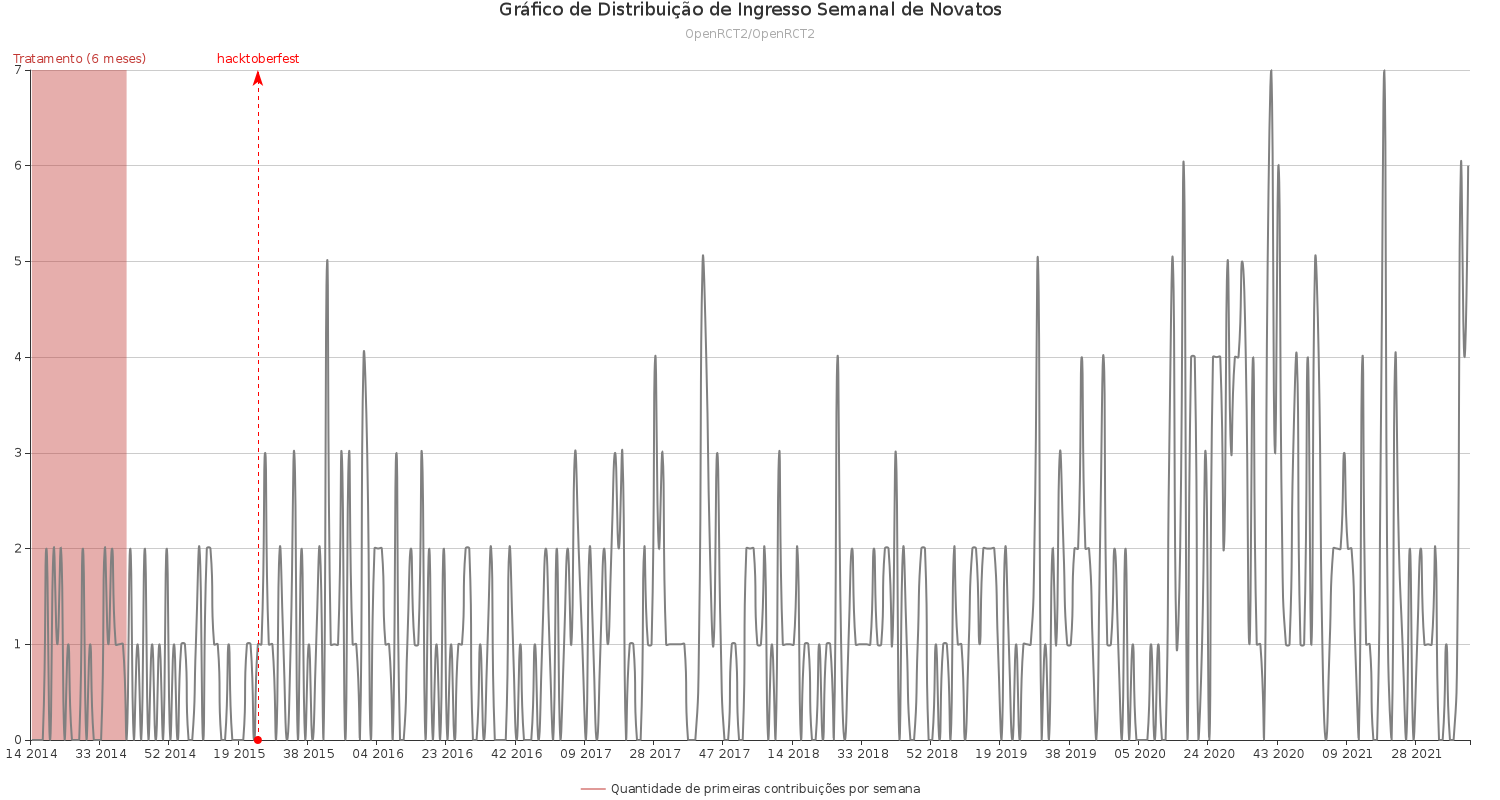 Gráfico de Distribuição de Ingresso Semanal de Novatos
OpenRCT2/OpenRCT2
Tratamento (6 meses)
hacktoberfest
7
6
5
4
3
2
1
0
14 2014 33 2014 52 2014 19 2015 38 2015 04 2016 23 2016 42 2016 09 2017 28 2017 47 2017 14 2018 33 2018 52 2018 19 2019 38 2019 05 2020 24 2020 43 2020 09 2021 28 2021
Quantidade de primeiras contribuições por semana